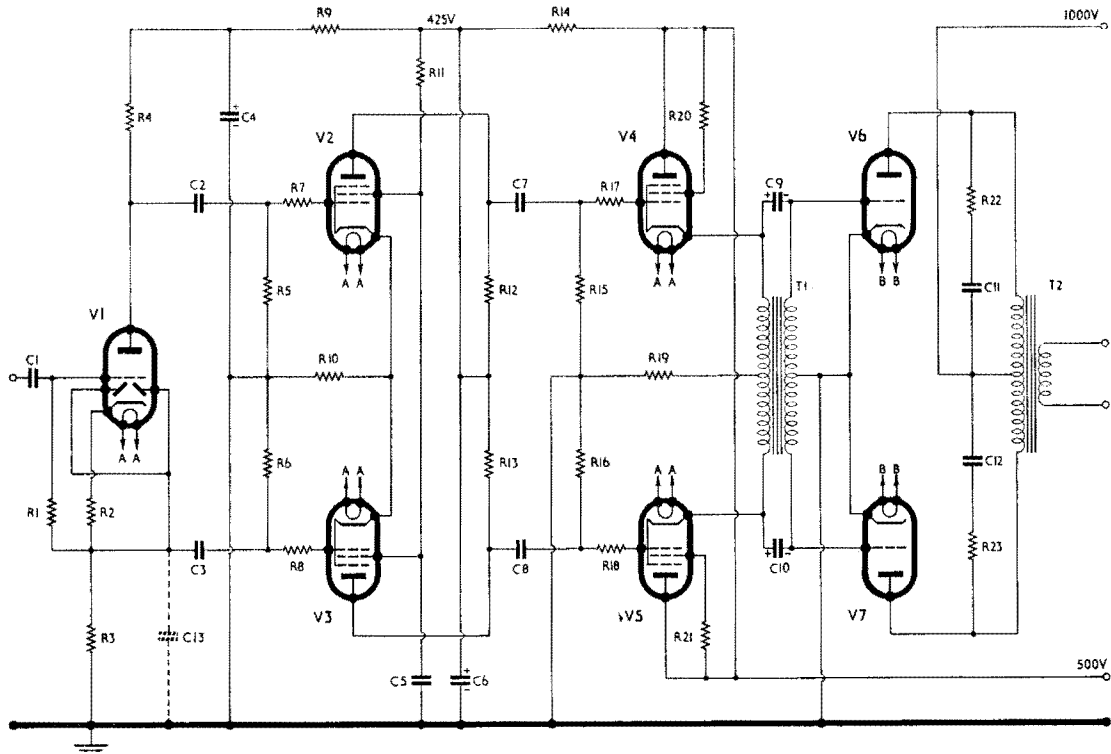 R9
425V
R14
1000V
R11
R4
C4
V2
V4
R20
V6
C2
R7
C7
R17
C9
+
-
R22
A A
A A
B B
R5
R12
R15
T1
C11
T2
V1
C1
R10
R19
A A
R6
R13
R16
C12
A A
A A
B B
R1
R2
C3
R8
C8
R18
+
-
C10
R23
V3
V5
V7
R3
C13
R21
C5
+
-
C6
500V